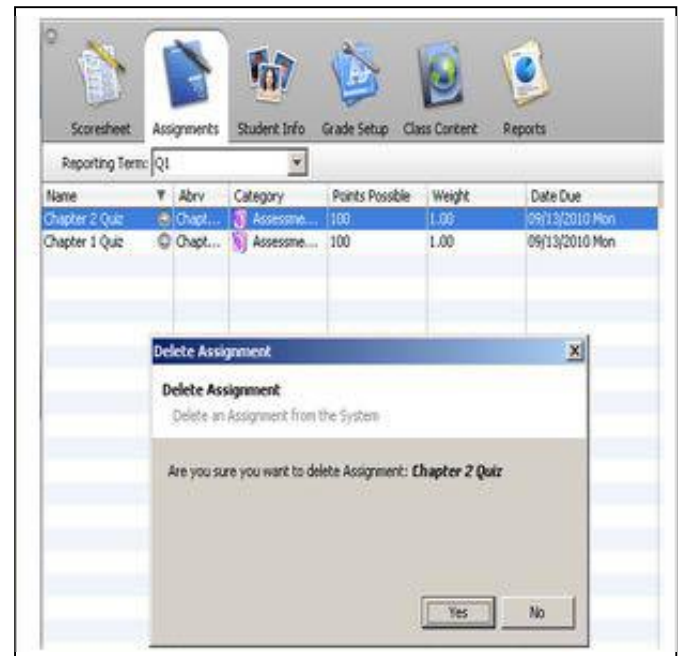 Scoresheet Assignments Student Info Grade Setup Class Content Reports
Reporting Term: Q1
Name Abrv Category Points Possible Weight Date Due
Chapter 2 Quiz Chapt... Assessme... 100 1.00 09/13/2010 Mon
Chapter 1 Quiz Chapt... Assessme... 100 1.00 09/13/2010 Mon
Delete Assignment
Delete Assignment
Delete an Assignment from the System
Are you sure you want to delete Assignment: Chapter 2 Quiz
Yes No